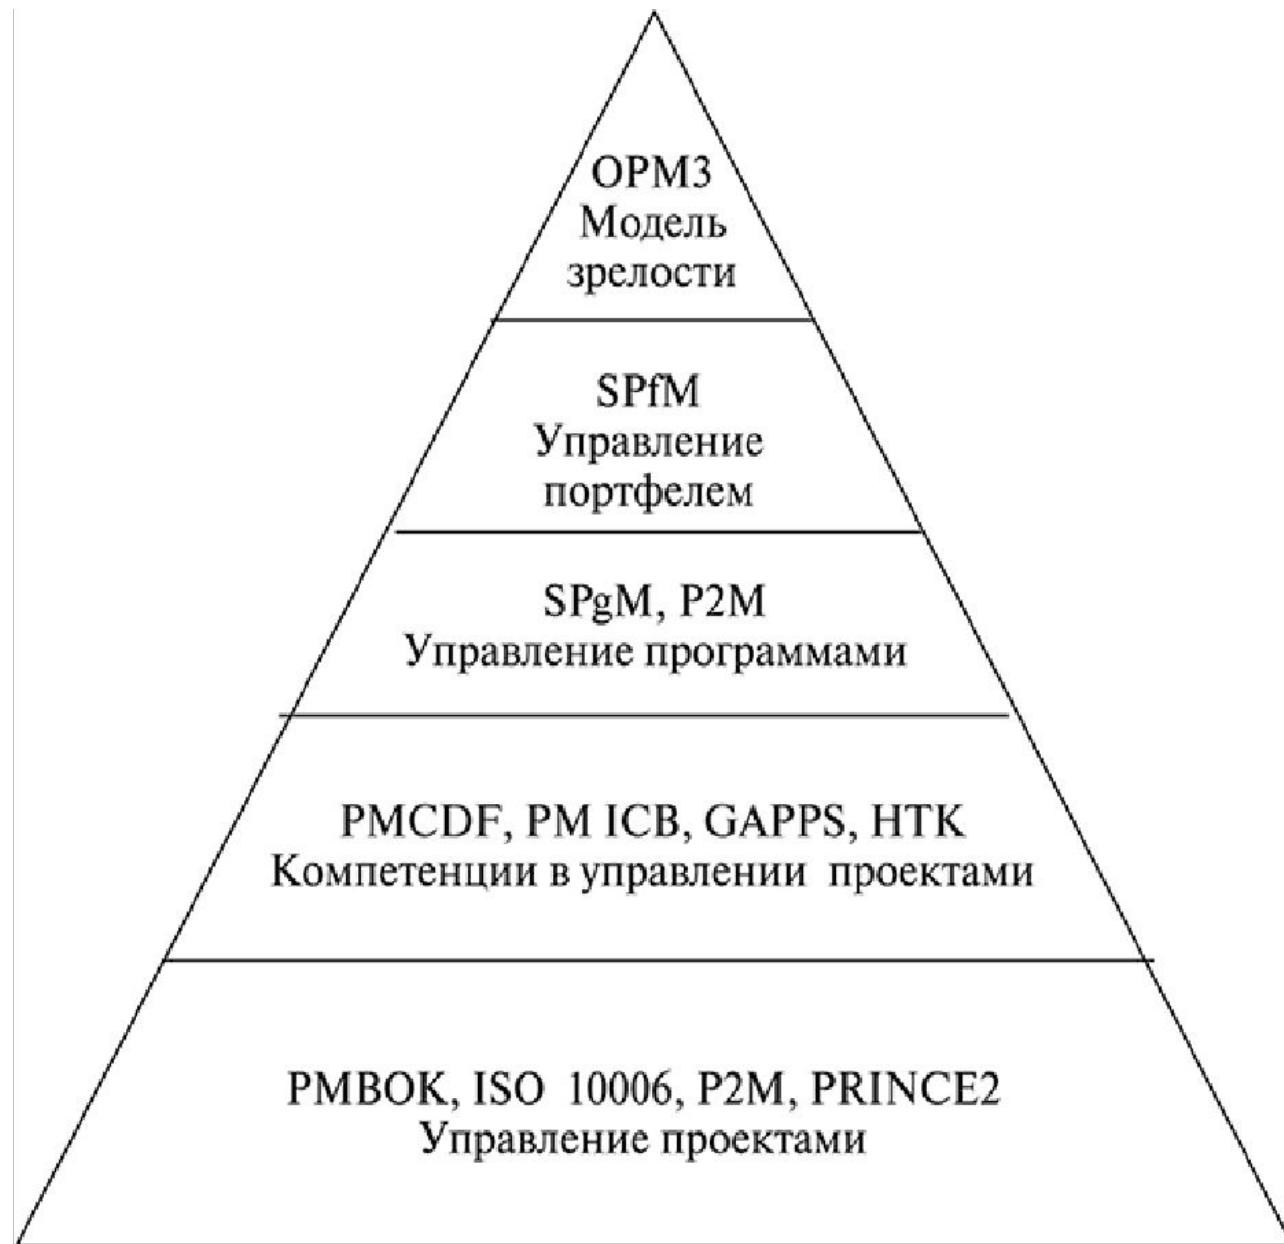 OPM3
Модель
зрелости
SPfM
Управление
портфелем
SPgM, P2M
Управление программами
PMCDF, PM ICB, GAPPS, НТК
Компетенции в управлении проектами
PMBOK, ISO 10006, P2M, PRINCE2
Управление проектами